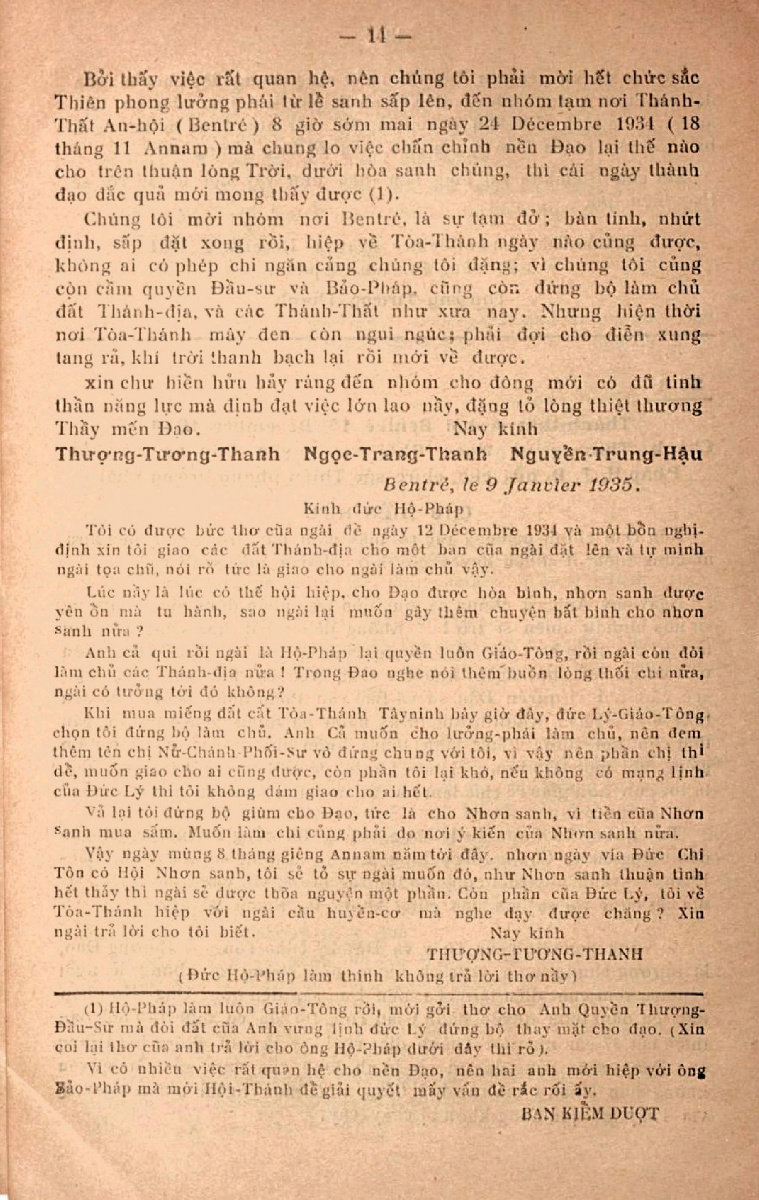 — 14 —
Bởi thấy việc rất quan hệ, nên chúng tôi phải mời hết chức sắc
Thiên phong lưởng phái từ lể sanh sấp lên, đến nhóm tạm nơi Thánh-
Thất An-hội ( Bentré ) 8 giờ sớm mai ngày 24 Décembre 1934 ( 18
tháng 11 Annam ) mà chung lo việc chấn chỉnh nền Đạo lại thế nào
cho trên thuận lòng Trời, dưới hòa sanh chúng, thì cái ngày thành
đạo đắc quả mới mong thấy được (1).
Chúng tôi mời nhóm nơi Bentré, là sự tạm đở ; bàn tính, nhứt
định, sấp đặt xong rồi, hiệp về Tòa-Thánh ngày nào củng được,
không ai có phép chi ngăn cảng chúng tôi đặng; vì chúng tôi củng
còn cầm quyền Đầu-sư và Bảo-Pháp, cũng còn đứng bộ làm chủ
đất Thánh-địa, và các Thánh-Thất như xưa nay. Nhưng hiện thời
nơi Tòa-Thánh mây đen còn ngui ngúc; phải đợi cho điển xung
tang rả, khí trời thanh bạch lại rồi mới về được.
xin chư hiền hửu hảy ráng đến nhóm cho đông mới có đũ tinh
thần năng lực mà định đạt việc lớn lao nầy, đặng tỏ lòng thiệt thương
Thầy mến Đạo. Nay kính
Thượng-Tương-Thanh Ngọc-Trang-Thanh Nguyễn-Trung-Hậu
Bentré, le 9 Janvier 1935.
Kính đức Hộ-Pháp
Tôi có được bức thơ của ngài đề ngày 12 Décembre 1934 và một bổn nghị-
định xin tôi giao các đất Thánh-địa cho một ban của ngài đặt lên và tự mình
ngài tọa chủ, nói rỏ tức là giao cho ngài làm chủ vậy.
Lúc nầy là lúc có thể hội hiệp, cho Đạo được hòa bình, nhơn sanh được
yên ổn mà tu hành, sao ngài lại muốn gây thêm chuyện bất bình cho nhơn
sanh nửa ?
Anh cả qui rồi ngài là Hộ-Pháp lại quyền luôn Giáo-Tông, rồi ngài còn đòi
làm chủ các Thánh-địa nửa ! Trong Đạo nghe nói thêm buồn lòng thối chi nửa,
ngài có tưởng tới đó không?
Khi mua miếng đất cất Tòa-Thánh Tâyninh bây giờ đây, đức Lý-Giáo-Tông
chọn tôi đứng bộ làm chủ. Anh Cả muốn cho lưởng-phái làm chủ, nên đem
thêm tên chị Nử-Chánh-Phối-Sư vô đứng chung với tôi, vì vậy nên phần chị thì
dể, muốn giao cho ai cũng được, còn phần tôi lại khó, nếu không có mạng lịnh
của Đức Lý thì tôi không dám giao cho ai hết.
Vả lại tôi đứng bộ giùm cho Đạo, tức là cho Nhơn sanh, vì tiền của Nhơn
sanh mua sấm. Muốn làm chi củng phải do nơi ý kiến của Nhơn sanh nửa.
Vậy ngày mùng 8 tháng giêng Annam năm tới đây, nhơn ngày vía Đức Chí
Tôn có Hội Nhơn sanh, tôi sẻ tỏ sự ngài muốn đó, như Nhơn sanh thuận tình
hết thảy thì ngài sẻ được thỏa nguyện một phần. Còn phần của Đức Lý, tôi về
Tòa-Thánh hiệp với ngài cầu huyền-cơ mà nghe dạy được chăng ? Xin
ngài trả lời cho tôi biết. Nay kính
THƯỢNG-TƯƠNG-THANH
(Đức Hộ-Pháp làm thinh không trả lời thơ nầy)
(1) Hộ-Pháp làm luôn Giáo-Tông rồi, mới gởi thơ cho Anh Quyền Thượng-
Đầu-Sư mà đòi đất của Anh vưng lịnh đức Lý đứng bộ thay mặt cho đạo. (Xin
coi lại thơ của anh trả lời cho ông Hộ-Pháp dưới đây thì rỏ).
Vì có nhiều việc rất quan hệ cho nền Đạo, nên hai anh mới hiệp với ông
Bảo-Pháp mà mới Hội-Thánh để giải quyết mấy vấn đề rắc rối ấy.
BAN KIỂM DUỢT